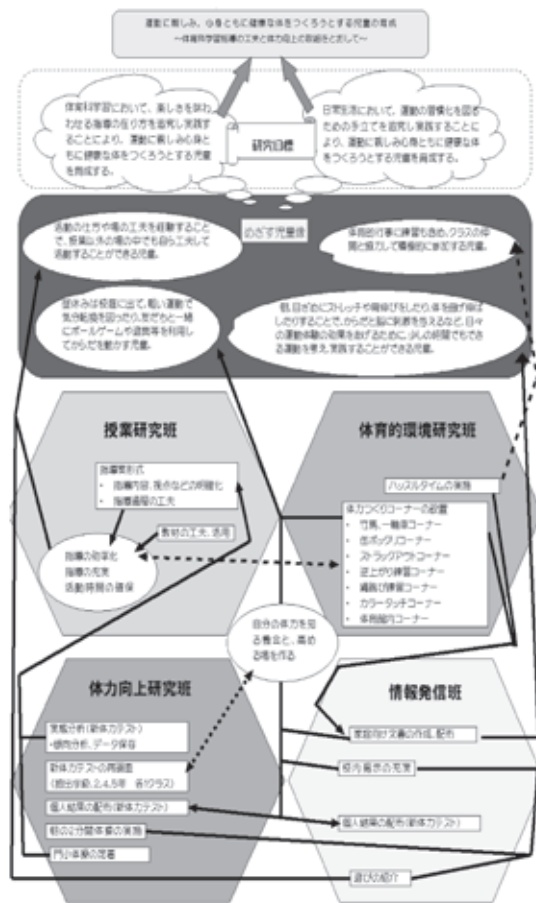 運動に親しみ、心身ともに健康な体をつくろうとする児童の育成
～体育科学習指導の工夫と体力向上の取組をとおして～
体育科学習において、楽しさを味わ
わせる指導の在り方を追究し実践す
ることにより、運動に親しみ心身と
もに健康な体をつくろうとする児童
を育成する。
研究目標
日常生活において、運動の習慣化を図る
ための手立てを追究し実践することに
より、運動に親しみ心身ともに健康な体
をつくろうとする児童を育成する。
めざす児童像
活動の仕方や場の工夫を経験するこ
とで、授業以外の場の中でも自ら工夫して
活動することができる児童。
体育的行事に練習も含め、クラスの仲
間と協力して積極的に参加する児童。
昼休みは校庭に出て、軽い運動で
気分転換を図ったり、友だちと一緒
にボールゲームや遊具等を利用し
てからだを動かす児童。
朝、目ざめにストレッチや背伸びをしたり、体を曲げ伸ば
したりすることで、からだと脳に刺激を与えるなど、日々
の運動体験の効果をあげるために、少しの時間でもで
きる運動を考え、実践することができる児童。
授業研究班
指導案形式
・ 指導内容、視点などの明確化
・ 指導過程の工夫
教材の工夫、活用
指導の効率化
指導の充実
活動時間の確保
体育的環境研究班
ハッスルタイムの実施
体力つくりコーナーの設置
・ 竹馬、一輪車コーナー
・ 缶ポックリコーナー
・ ストラックアウトコーナー
・ 逆上がり練習コーナー
・ 縄跳び練習コーナー
・ カラータッチコーナー
・ 体育館内コーナー
自分の体力を知
る機会と、高め
る場を作る
体力向上研究班
実態分析(新体力テスト)
・傾向分析、データ保存
新体力テストの再調査
(抽出学級、2,4,5年 各1クラス)
個人結果の配布(新体力テスト)
朝の2分間体操の実施
門小体操の定着
情報発信班
家庭向け文書の作成、配布
校内掲示の充実
個人結果の配布(新体力テスト)
遊びの紹介